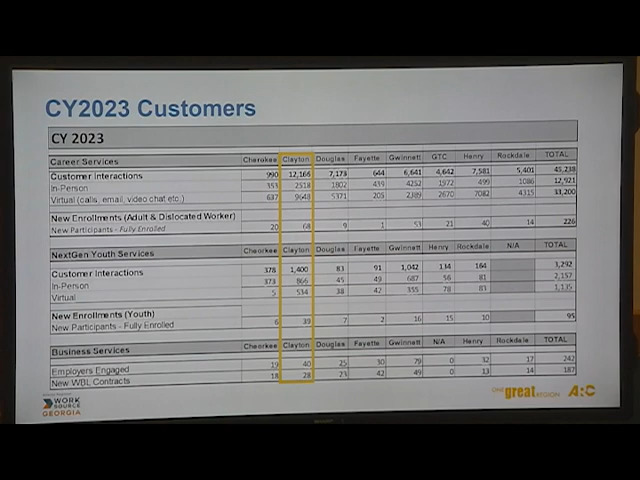 CY2023 Customers
CY 2023
Career Services Cherokee Clayton Douglas Fayette Gwinnett GTC Henry Rockdale TOTAL
Customer Interactions 990 12,166 7,173 644 6,641 4,642 7,581 5,401 45,238
In-Person 353 2518 1802 439 4252 1972 499 1086 12,921
Virtual (calls, email, video chat etc.) 637 9648 5371 205 2389 2670 7082 4315 33,200
New Enrollments (Adult & Dislocated Worker)
New Participants - Fully Enrolled 20 68 9 1 53 21 40 14 226
NextGen Youth Services Cherokee Clayton Douglas Fayette Gwinnett Henry Rockdale N/A TOTAL
Customer Interactions 378 1,400 83 91 1,042 134 164 3,292
In-Person 373 866 45 49 687 56 81 2,157
Virtual 5 534 38 42 355 78 83 1,135
New Enrollments (Youth)
New Participants - Fully Enrolled 6 39 7 2 16 15 10 95
Business Services Cherokee Clayton Douglas Fayette Gwinnett N/A Henry Rockdale TOTAL
Employers Engaged 19 40 25 30 79 0 32 17 242
New WBL Contracts 18 28 23 42 49 0 13 14 187
WORK
SOURCE
GEORGIA
ONE great REGION ARC